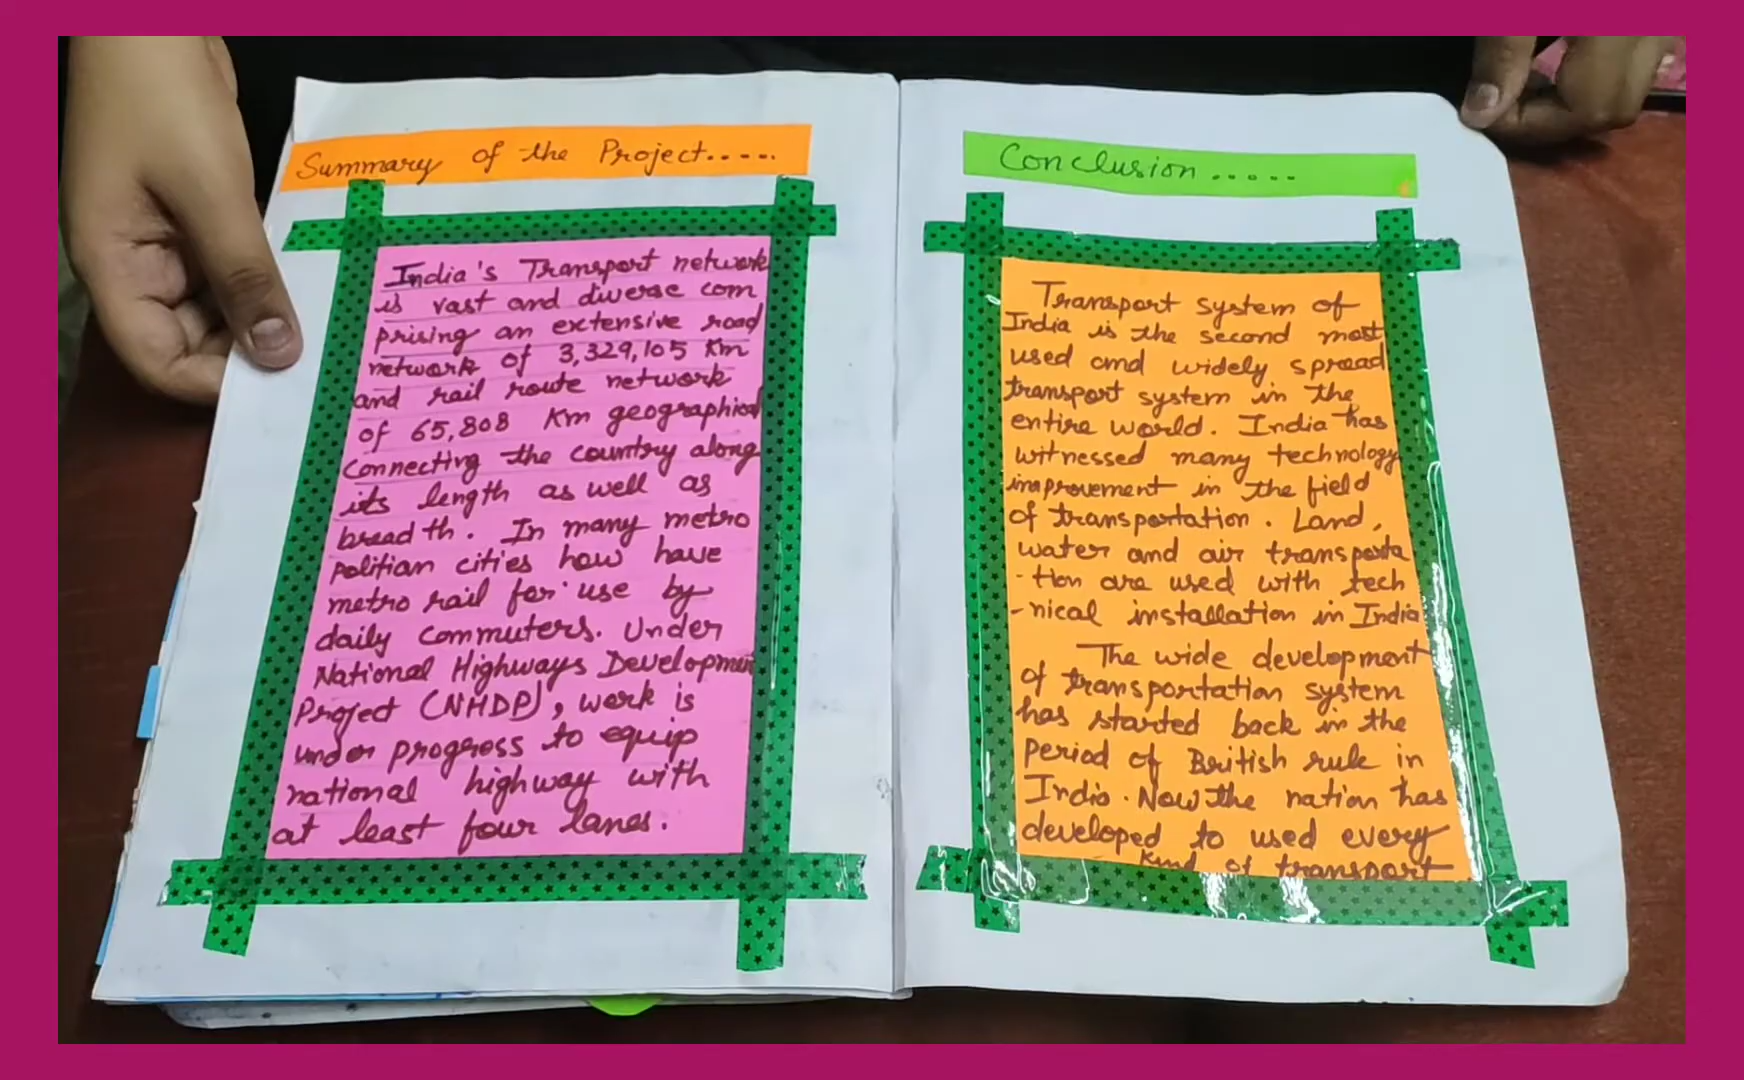 Summary of the Project.....
India's Transport network
is vast and diverse com
prising an extensive road
network of 3,329,105 Km
and rail route network
of 65,808 Km geographical
connecting the country along
its length as well as
bread th. In many metro
politian cities how have
metro rail for use by
daily commuters. Under
National Highways Development
Project (NHDP), work is
under progress to equip
national highway with
at least four lanes.
Conclusion.....
Transport system of
India is the second most
used and widely spread
transport system in the
entire world. India has
witnessed many technology
improvement in the field
of transportation. Land,
water and air transporta
-tion are used with tech
-nical installation in India
The wide development
of transportation system
has started back in the
period of British rule in
India. Now the nation has
developed to used every
kind of transport